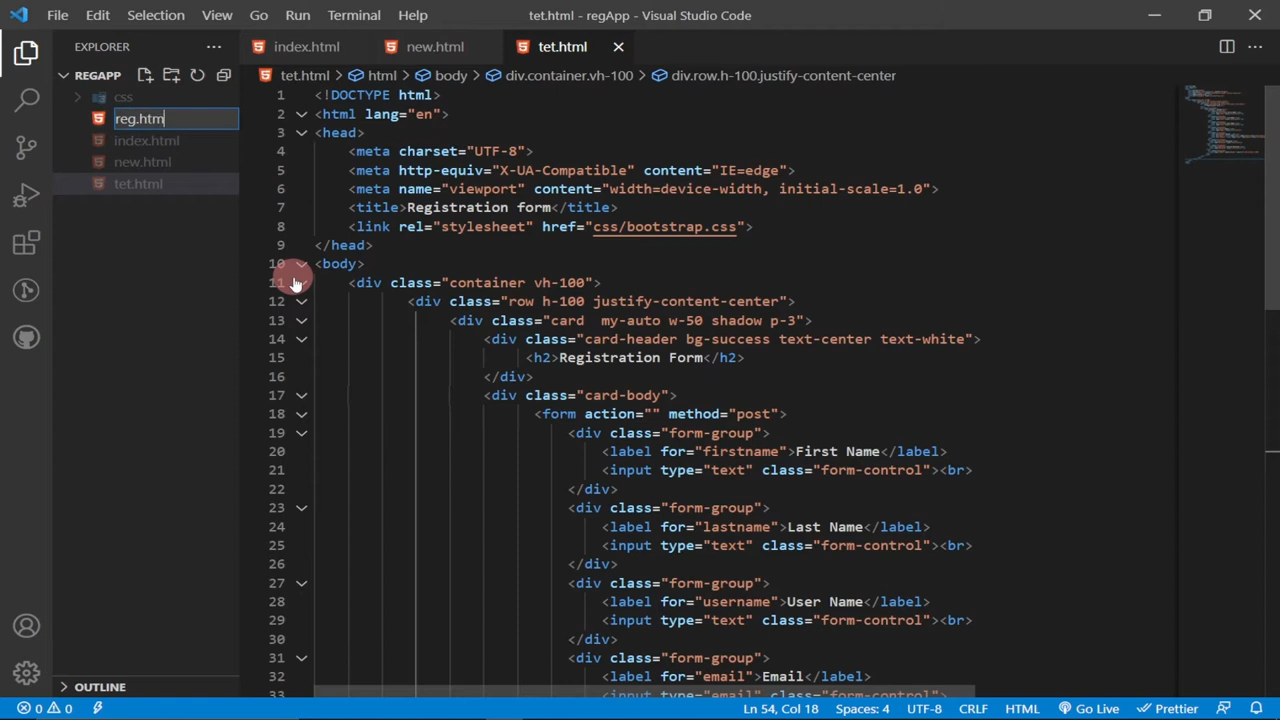 File Edit Selection View Go Run Terminal Help
tet.html - regApp - Visual Studio Code
EXPLORER
REGAPP
css
reg.htm
index.html
new.html
tet.html
OUTLINE
index.html new.html tet.html
tet.html html body div.container.vh-100 div.row.h-100.justify-content-center
1 <!DOCTYPE html>
2 <html lang="en">
3 <head>
4 <meta charset="UTF-8">
5 <meta http-equiv="X-UA-Compatible" content="IE=edge">
6 <meta name="viewport" content="width=device-width, initial-scale=1.0">
7 <title>Registration form</title>
8 <link rel="stylesheet" href="css/bootstrap.css">
9 </head>
10 <body>
11 <div class="container vh-100">
12 <div class="row h-100 justify-content-center">
13 <div class="card  my-auto w-50 shadow p-3">
14 <div class="card-header bg-success text-center text-white">
15 <h2>Registration Form</h2>
16 </div>
17 <div class="card-body">
18 <form action="" method="post">
19 <div class="form-group">
20 <label for="firstname">First Name</label>
21 <input type="text" class="form-control"><br>
22 </div>
23 <div class="form-group">
24 <label for="lastname">Last Name</label>
25 <input type="text" class="form-control"><br>
26 </div>
27 <div class="form-group">
28 <label for="username">User Name</label>
29 <input type="text" class="form-control"><br>
30 </div>
31 <div class="form-group">
32 <label for="email">Email</label>
33 <input type="email" class="form-control"><br>
0 0 Ln 54, Col 18 Spaces: 4 UTF-8 CRLF HTML Go Live Prettier